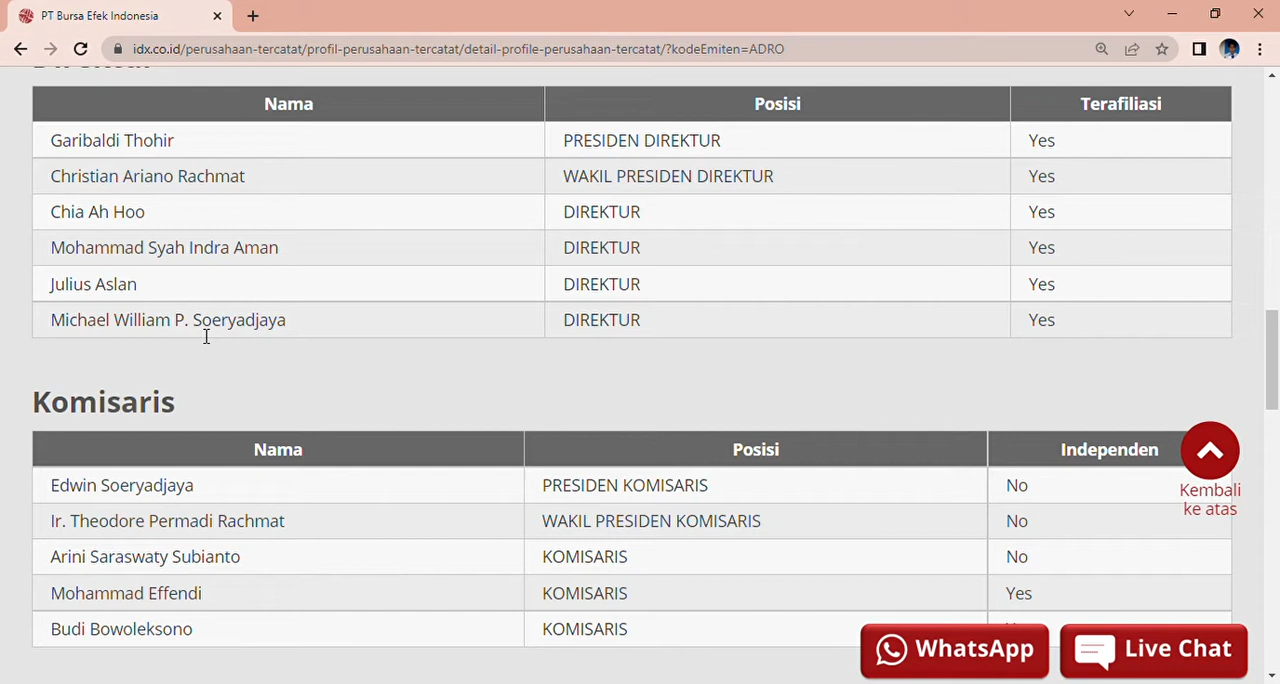 PT Bursa Efek Indonesia
idx.co.id/perusahaan-tercatat/profil-perusahaan-tercatat/detail-profile-perusahaan-tercatat/?kodeEmiten=ADRO
Nama Posisi Terafiliasi
Garibaldi Thohir PRESIDEN DIREKTUR Yes
Christian Ariano Rachmat WAKIL PRESIDEN DIREKTUR Yes
Chia Ah Hoo DIREKTUR Yes
Mohammad Syah Indra Aman DIREKTUR Yes
Julius Aslan DIREKTUR Yes
Michael William P. Soeryadjaya DIREKTUR Yes
Komisaris
Nama Posisi Independen
Edwin Soeryadjaya PRESIDEN KOMISARIS No
Kembali
ke atas
Ir. Theodore Permadi Rachmat WAKIL PRESIDEN KOMISARIS No
Arini Saraswaty Subianto KOMISARIS No
Mohammad Effendi KOMISARIS Yes
Budi Bowoleksono KOMISARIS
WhatsApp Live Chat